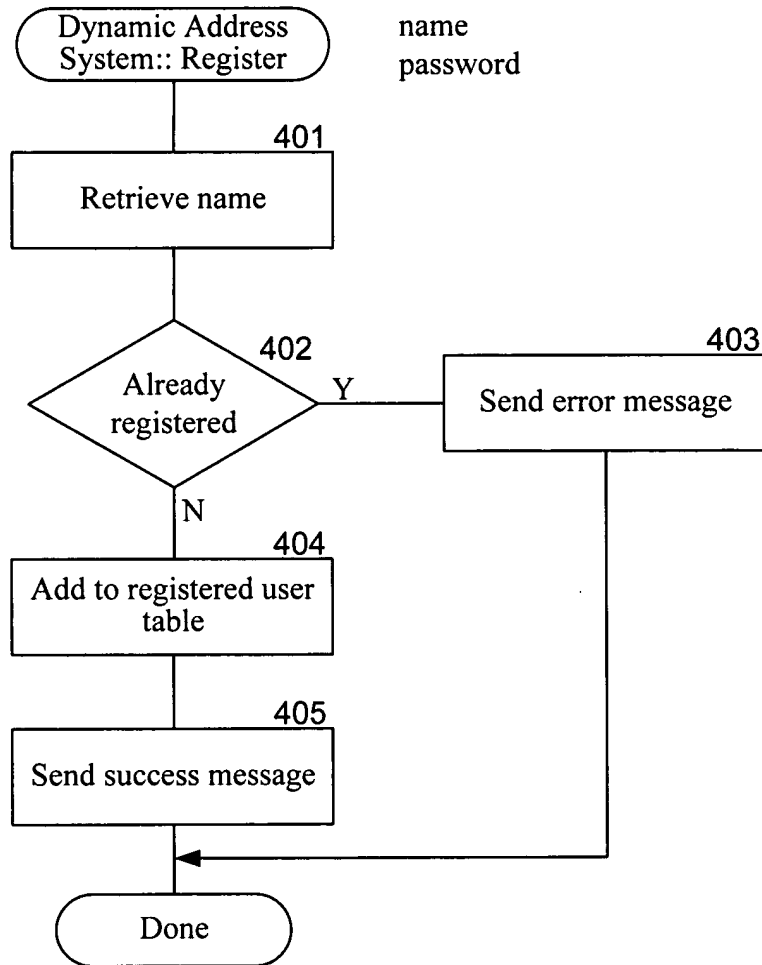 Dynamic Address
System:: Register
name
password
401
Retrieve name
402
Already
registered
Y
403
Send error message
N
404
Add to registered user
table
405
Send success message
Done